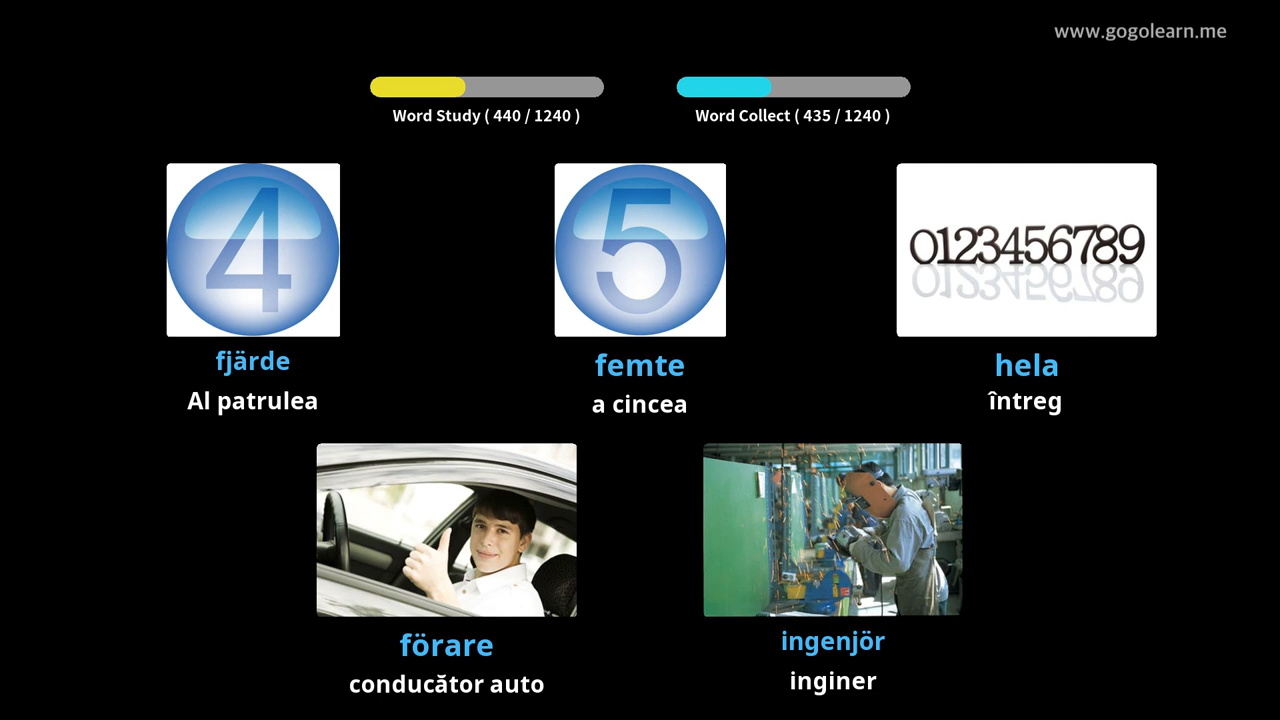 www.gogolearn.me
Word Study ( 440 / 1240 )
Word Collect ( 435 / 1240 )
4
5
0123456789
fjärde
femte
hela
Al patrulea
a cincea
întreg
förare
ingenjör
conducător auto
inginer